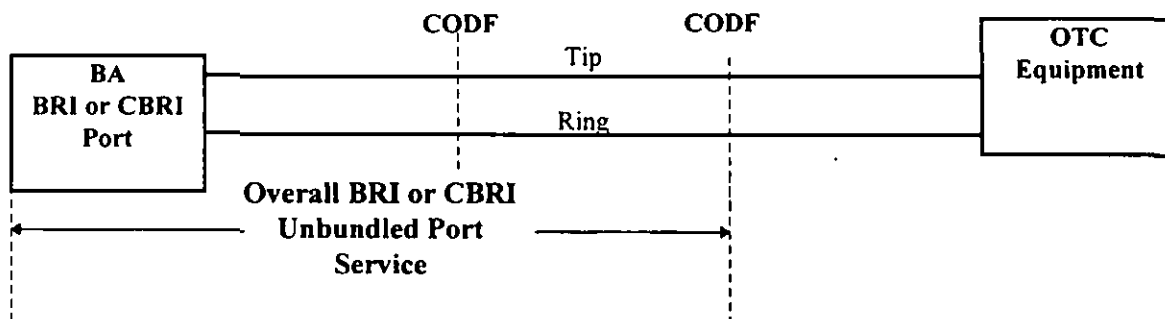 CODF
CODF
OTC
Equipment
BA
BRI or CBRI
Port
Tip
Ring
Overall BRI or CBRI
Unbundled Port
Service